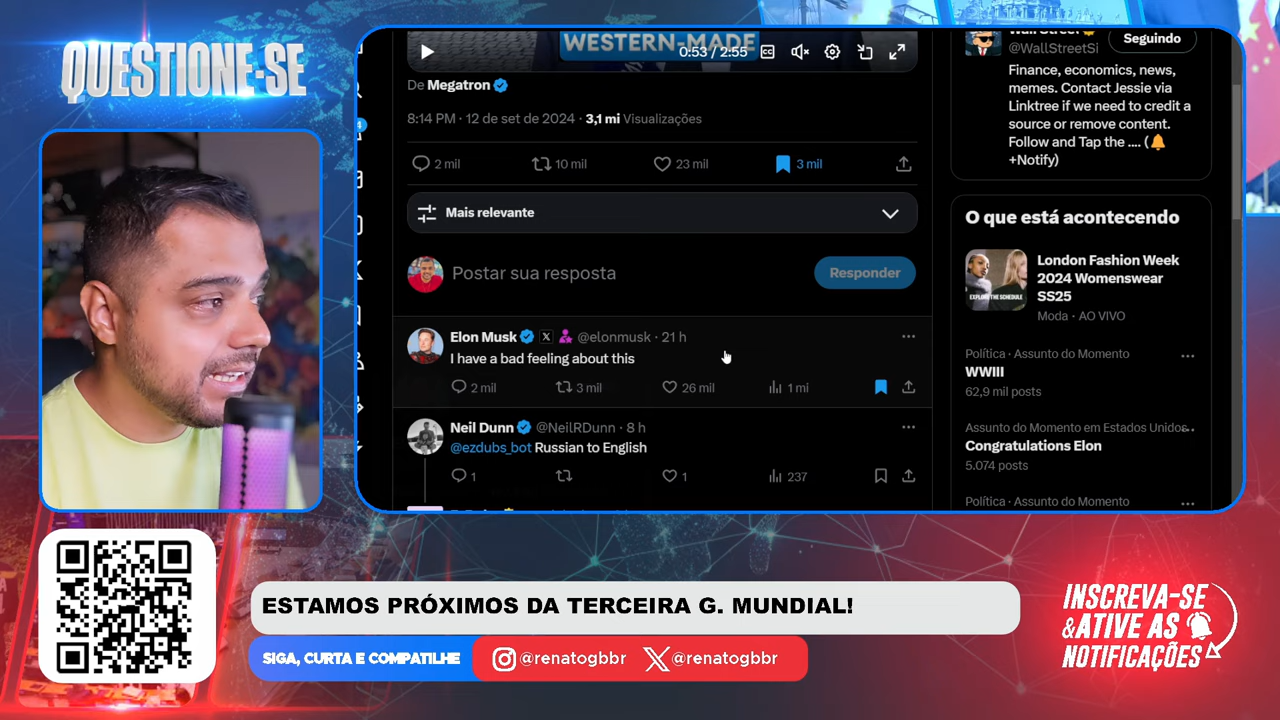 QUESTIONE-SE
WESTERN-MADE
0:53 / 2:55
De Megatron
8:14 PM · 12 de set de 2024 · 3,1 mi Visualizações
2 mil
10 mil
23 mil
3 mil
Mais relevante
Postar sua resposta
Responder
Elon Musk @elonmusk · 21 h
I have a bad feeling about this
2 mil
3 mil
26 mil
1 mi
Neil Dunn @NeilRDunn · 8 h
@ezdubs_bot Russian to English
1
1
237
@WallStreetSi
Seguindo
Finance, economics, news,
memes. Contact Jessie via
Linktree if we need to credit a
source or remove content.
Follow and Tap the .... (🔔
+Notify)
O que está acontecendo
EXPLORE THE SCHEDULE
London Fashion Week
2024 Womenswear
SS25
Moda · AO VIVO
Política · Assunto do Momento
WWIII
62,9 mil posts
Assunto do Momento em Estados Unidos
Congratulations Elon
5.074 posts
Política · Assunto do Momento
ESTAMOS PRÓXIMOS DA TERCEIRA G. MUNDIAL!
SIGA, CURTA E COMPATILHE
@renatogbbr
@renatogbbr
INSCREVA-SE
&ATIVE AS
NOTIFICAÇÕES